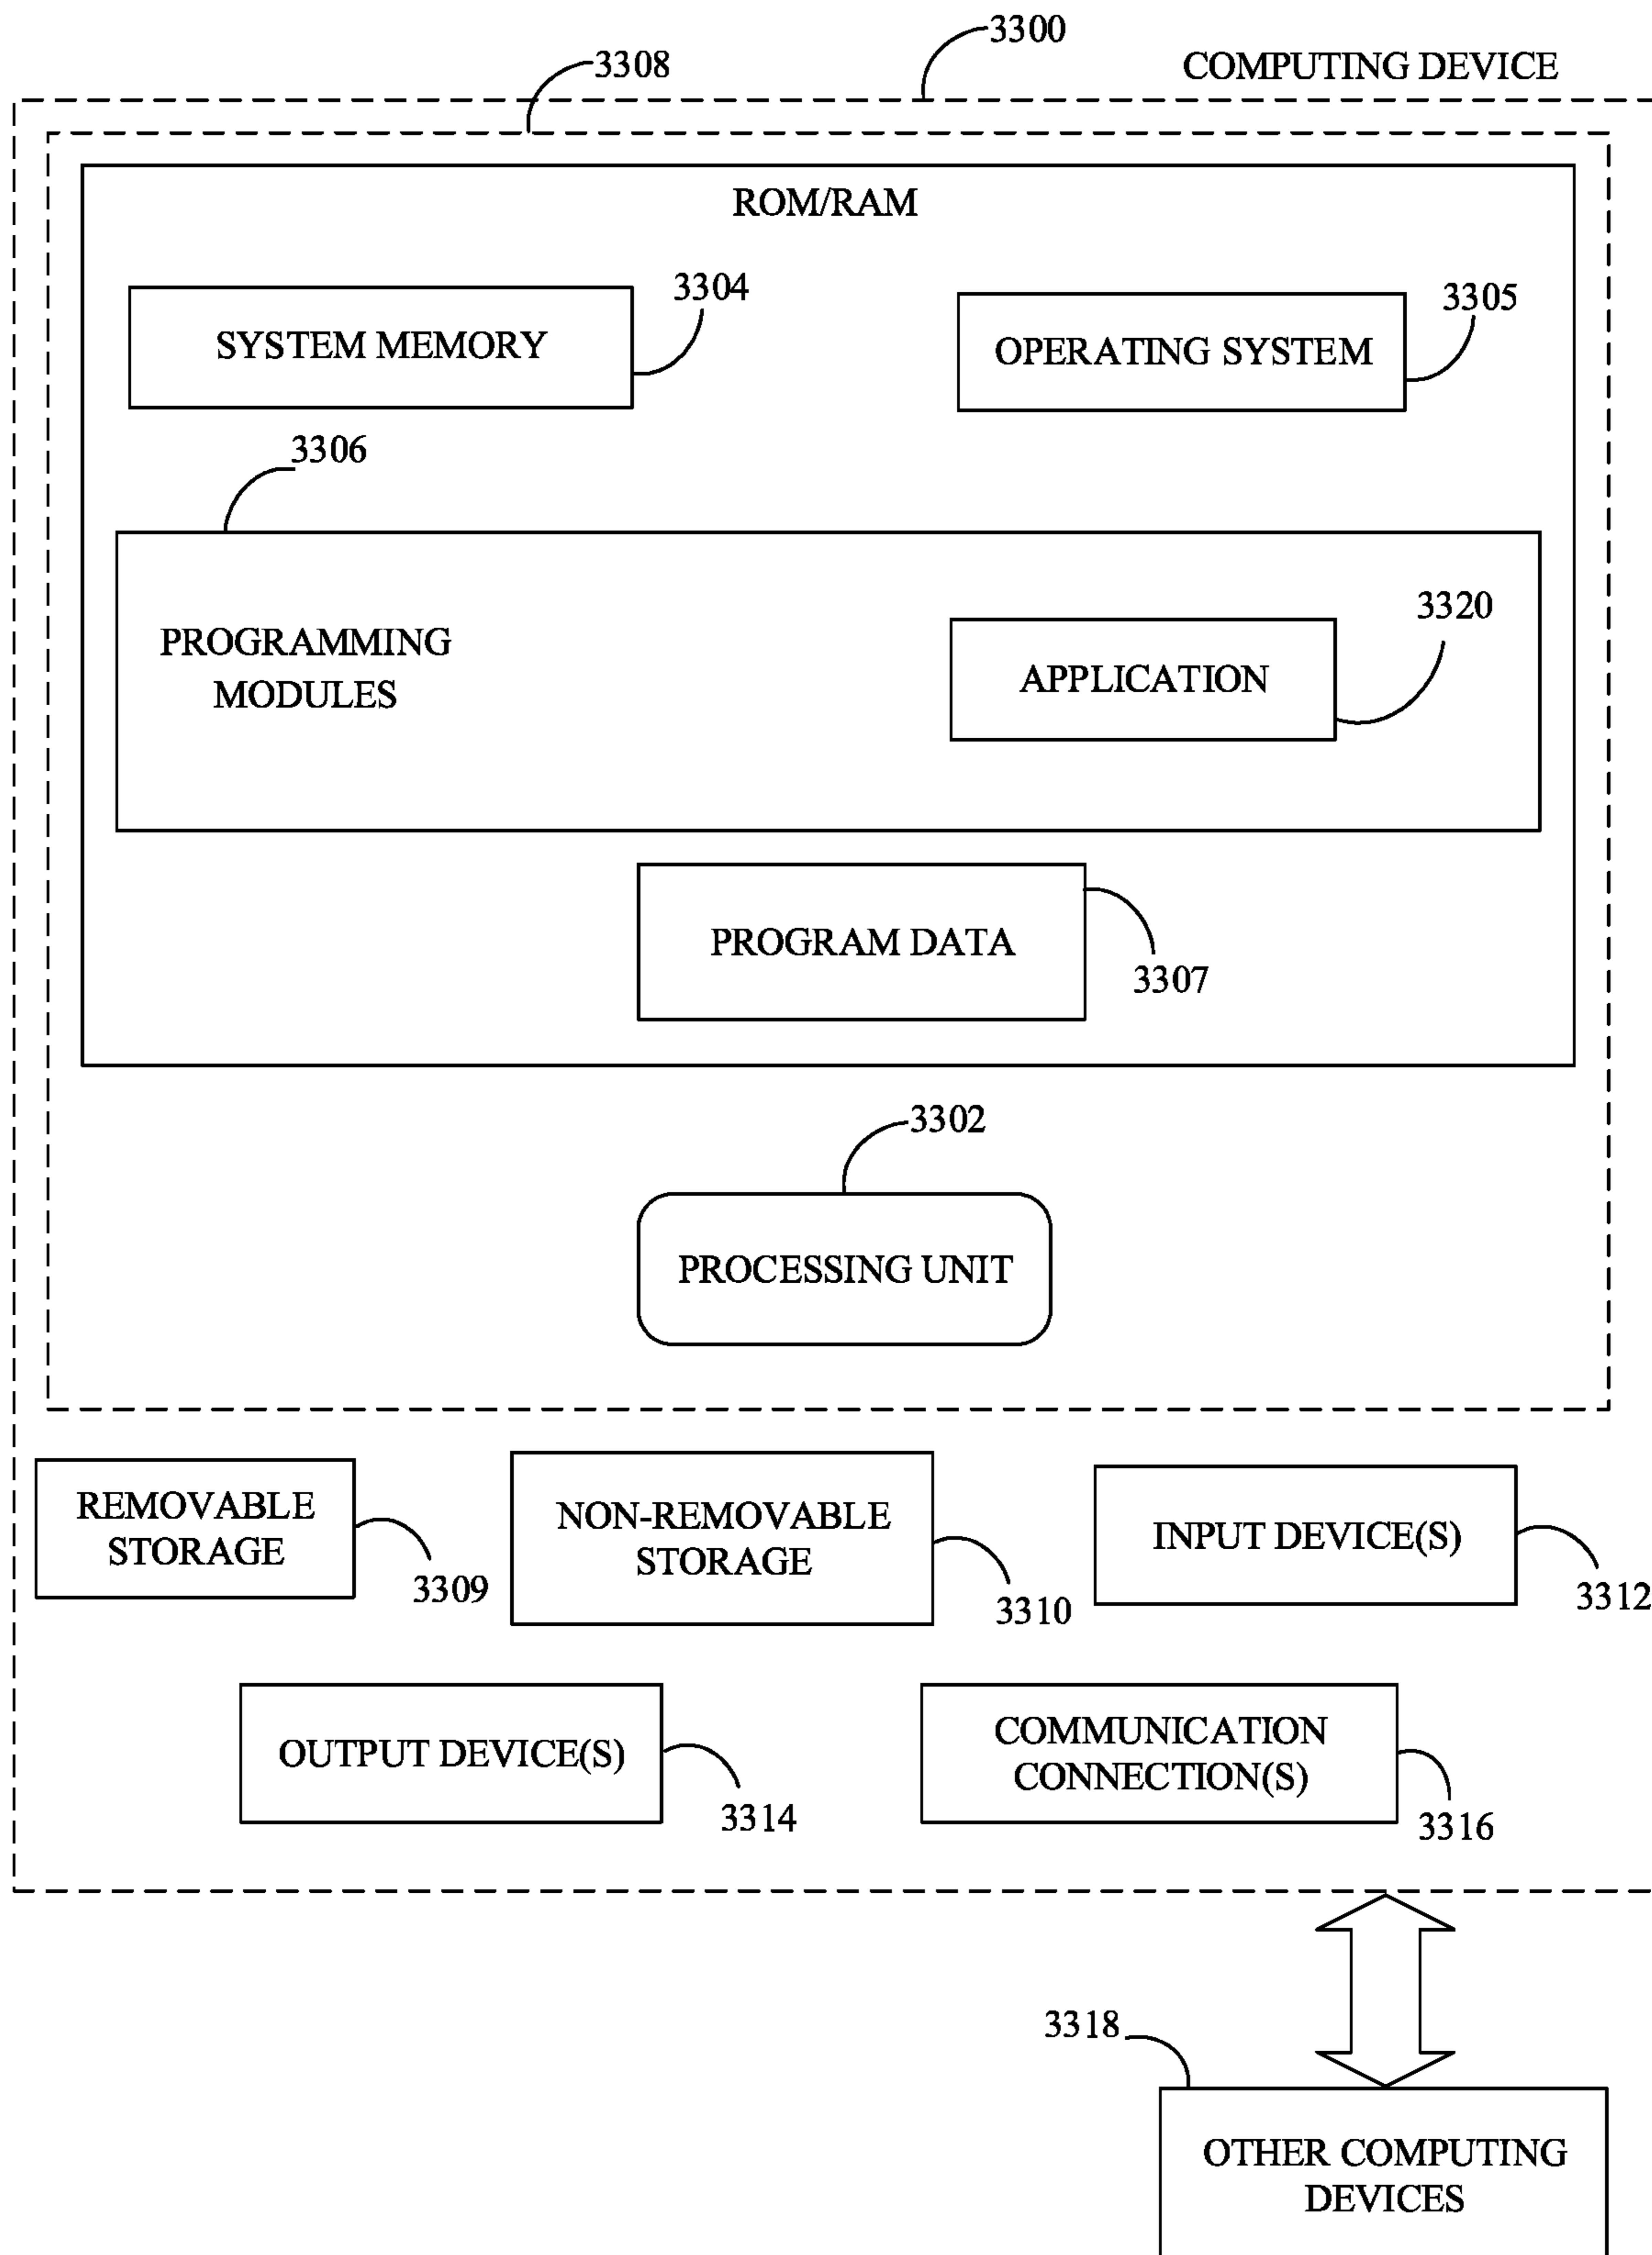 3300
3308
COMPUTING DEVICE
ROM/RAM
3304
3305
SYSTEM MEMORY
OPERATING SYSTEM
3306
3320
PROGRAMMING
MODULES
APPLICATION
PROGRAM DATA
3307
3302
PROCESSING UNIT
REMOVABLE
STORAGE
3309
NON-REMOVABLE
STORAGE
3310
INPUT DEVICE(S)
3312
OUTPUT DEVICE(S)
3314
COMMUNICATION
CONNECTION(S)
3316
3318
OTHER COMPUTING
DEVICES